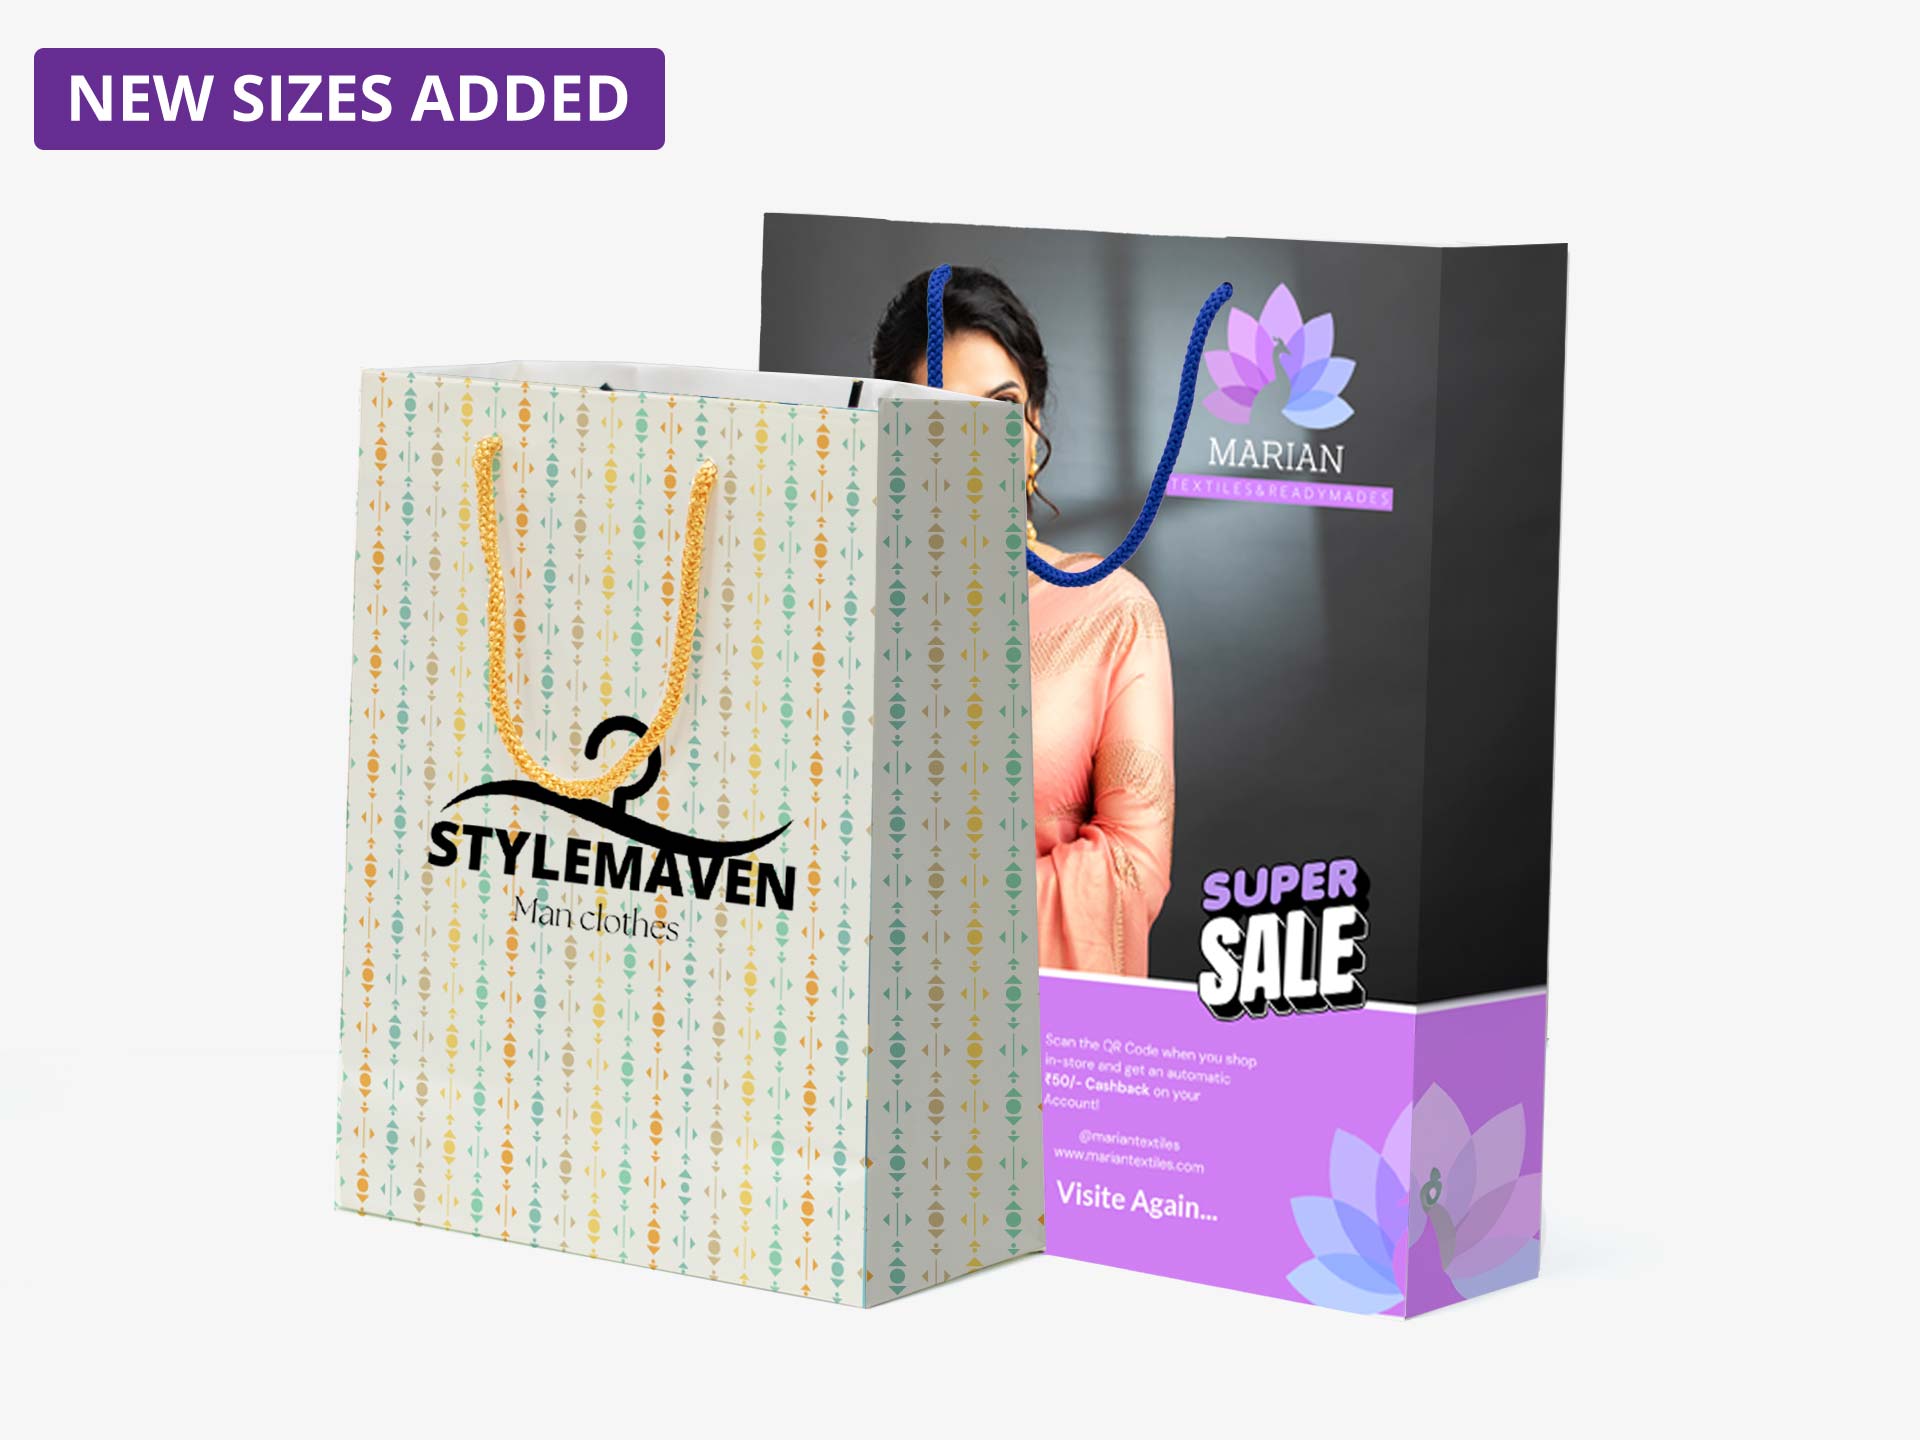 NEW SIZES ADDED
MARIAN
TEXTILES&READYMADES
STYLEMAVEN
Man clothes
SUPER
SALE
Scan the QR Code when you shop
in-store and get an automatic
₹50/- Cashback on your
Account!
@mariantextiles
www.mariantextiles.com
Visite Again...